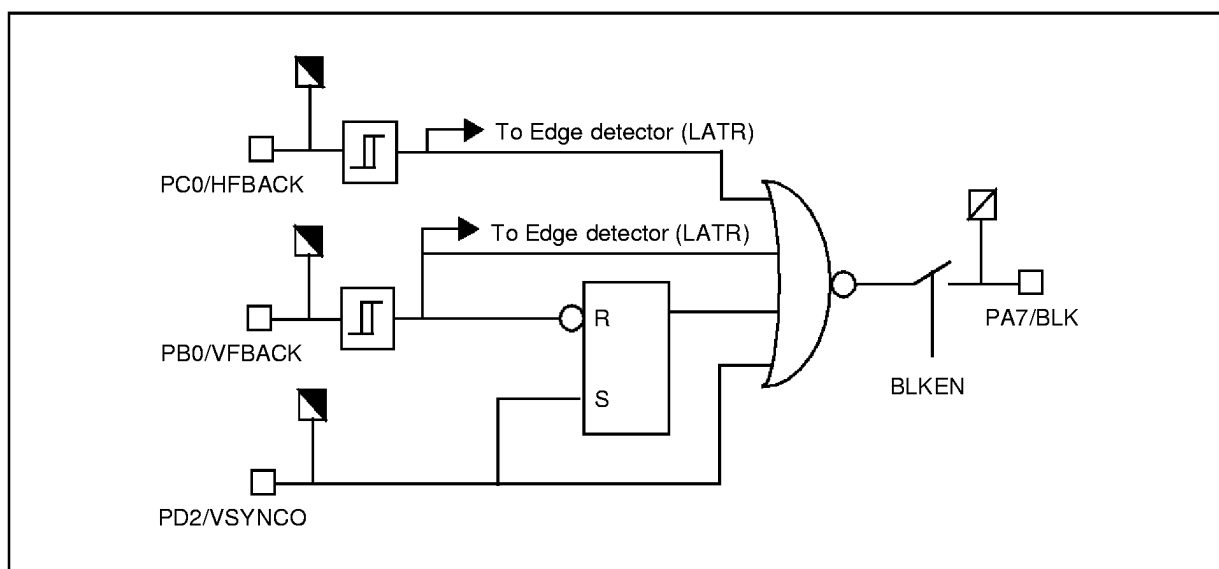 To Edge detector (LATR)
PC0/HFBACK
To Edge detector (LATR)
R
PB0/VFBACK
PA7/BLK
BLKEN
S
PD2/VSYNCO